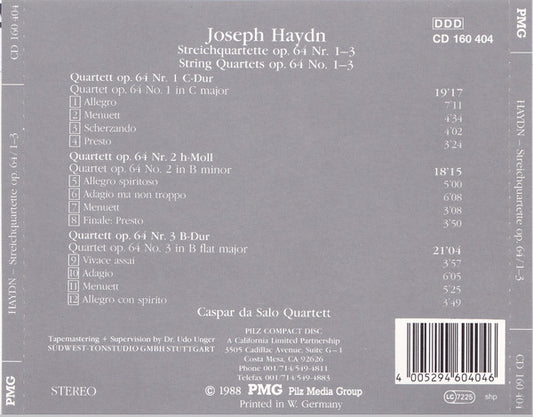 PMG
CD 160 404
HAYDN – Streichquartette op. 64 / 1–3
PMG
Joseph Haydn
Streichquartette op. 64 Nr. 1–3
String Quartets op. 64 No. 1–3
DDD
CD 160 404
Quartett op. 64 Nr. 1 C-Dur
Quartet op. 64 No. 1 in C major 19'17
1 Allegro 7'11
2 Menuett 4'34
3 Scherzando 4'02
4 Presto 3'24
Quartett op. 64 Nr. 2 h-Moll
Quartet op. 64 No. 2 in B minor 18'15
5 Allegro spiritoso 5'00
6 Adagio ma non troppo 6'08
7 Menuett 3'08
8 Finale: Presto 3'50
Quartett op. 64 Nr. 3 B-Dur
Quartet op. 64 No. 3 in B flat major 21'04
9 Vivace assai 3'57
10 Adagio 6'05
11 Menuett 5'25
12 Allegro con spirito 3'49
Caspar da Salo Quartett
Tapemastering + Supervision by Dr. Udo Unger
SÜDWEST-TONSTUDIO GMBH STUTTGART
PILZ COMPACT DISC
A California Limited Partnership
3505 Cadillac Avenue, Suite G–1
Costa Mesa, CA 92626
Phone 001/714 549-4811
Telefax 001/714 549-4883
STEREO
© 1988 PMG Pilz Media Group
Printed in W. Germany
4 005294 604046
LC 7225 shp
PMG
HAYDN – Streichquartette op. 64 / 1–3
CD 160 404